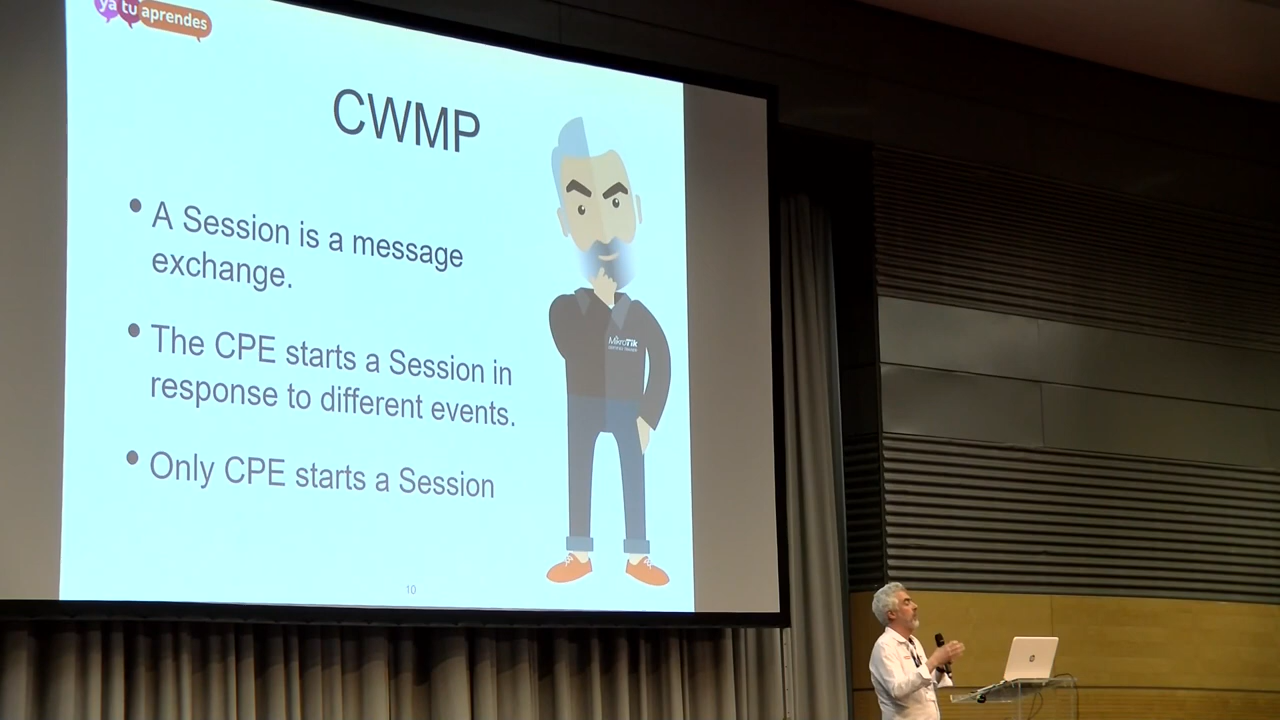 ya tu aprendes
CWMP
• A Session is a message
exchange.
• The CPE starts a Session in
response to different events.
• Only CPE starts a Session
MikroTik
10